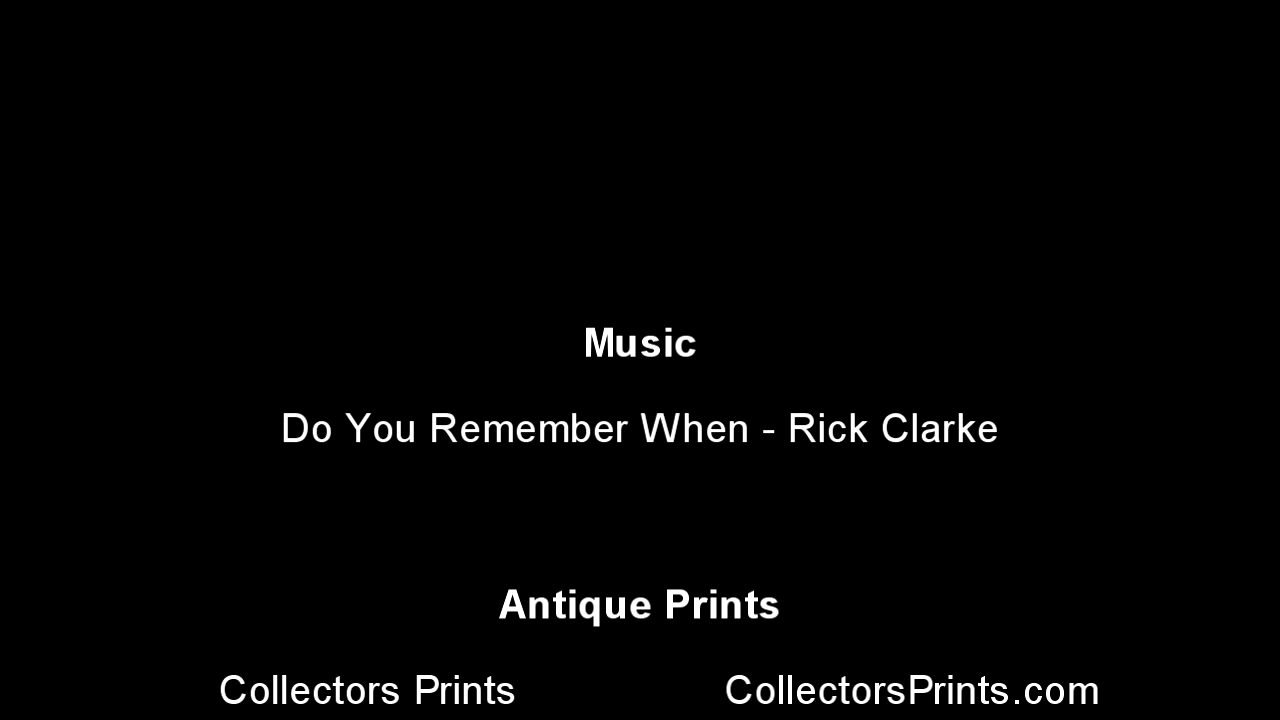 Music
Do You Remember When - Rick Clarke
Antique Prints
Collectors Prints CollectorsPrints.com